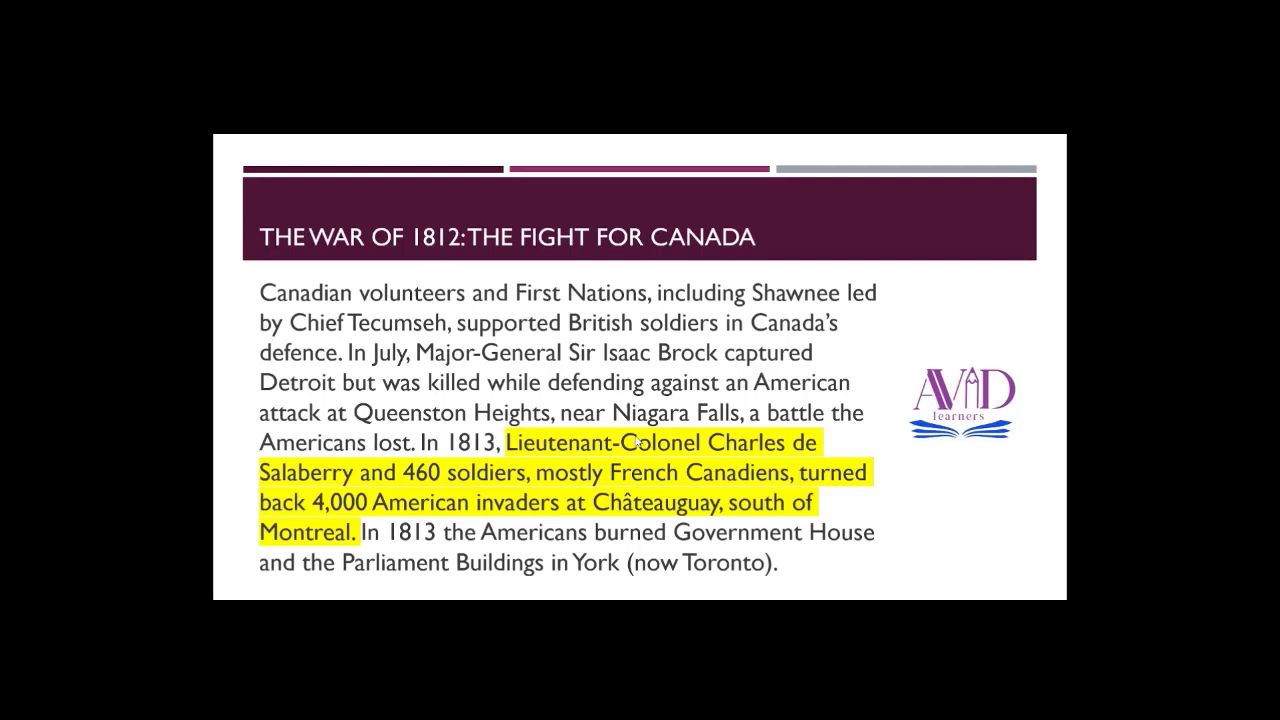 THE WAR OF 1812: THE FIGHT FOR CANADA
Canadian volunteers and First Nations, including Shawnee led
by Chief Tecumseh, supported British soldiers in Canada's
defence. In July, Major-General Sir Isaac Brock captured
Detroit but was killed while defending against an American
attack at Queenston Heights, near Niagara Falls, a battle the
Americans lost. In 1813, Lieutenant-Colonel Charles de
Salaberry and 460 soldiers, mostly French Canadiens, turned
back 4,000 American invaders at Châteauguay, south of
Montreal. In 1813 the Americans burned Government House
and the Parliament Buildings in York (now Toronto).
AVID
learners